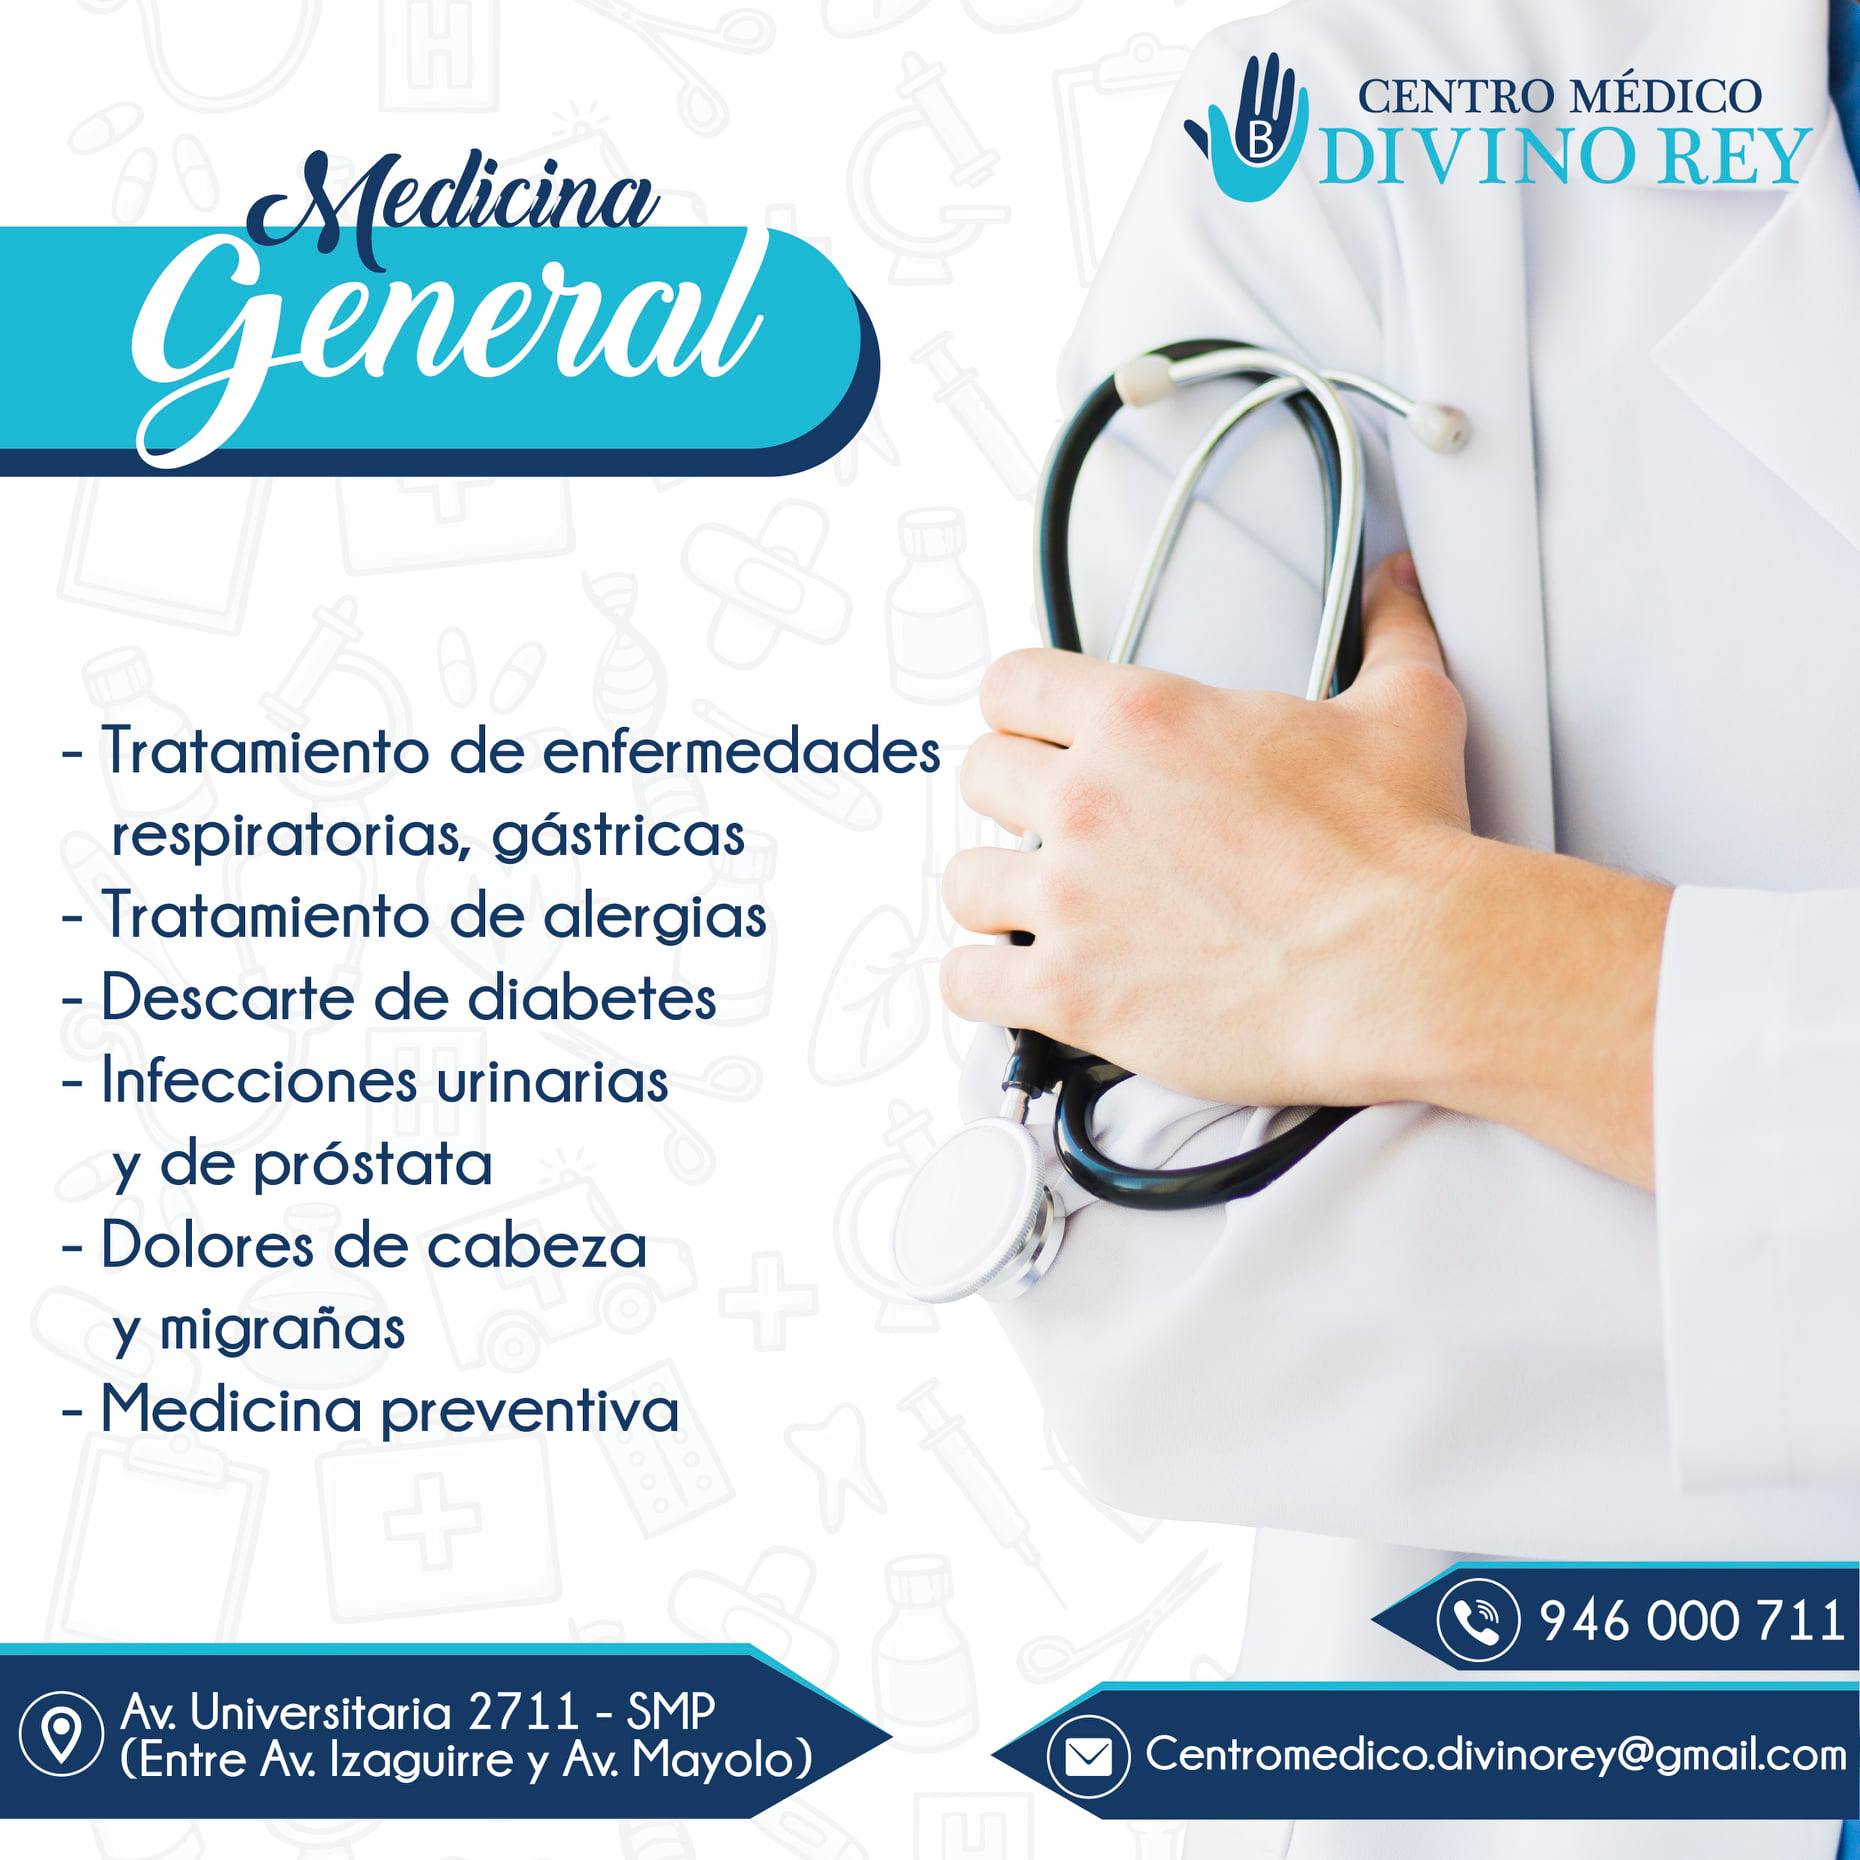 CENTRO MÉDICO
B
DIVINO REY
Medicina
General
- Tratamiento de enfermedades
respiratorias, gástricas
- Tratamiento de alergias
- Descarte de diabetes
- Infecciones urinarias
y de próstata
- Dolores de cabeza
y migrañas
- Medicina preventiva
946 000 711
Av. Universitaria 2711 - SMP
(Entre Av. Izaguirre y Av. Mayolo)
Centromedico.divinorey@gmail.com